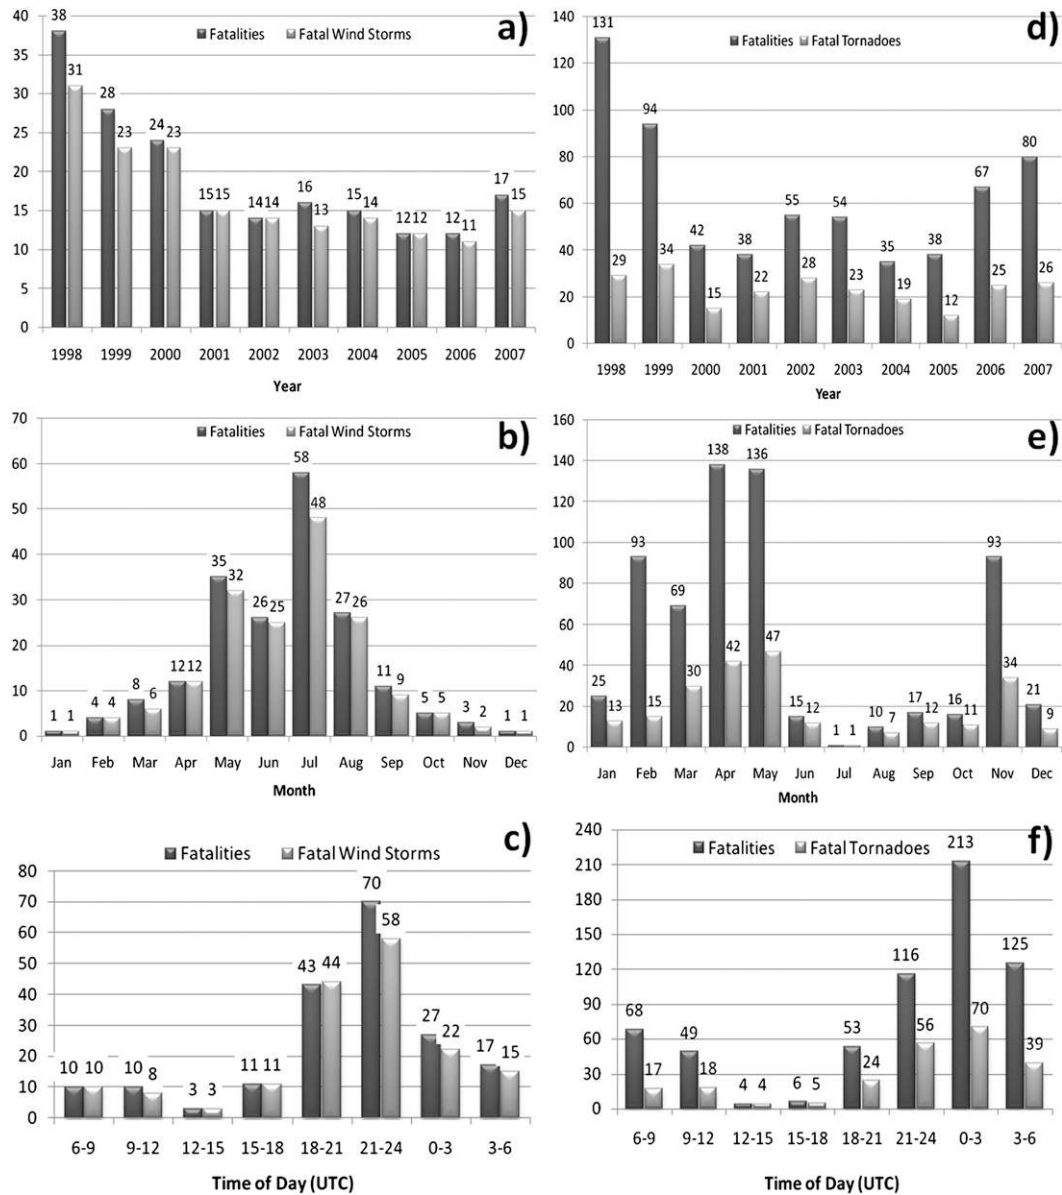 a)
Fatalities Fatal Wind Storms
40
35
30
25
20
15
10
5
0
38 31 28 23 24 23 15 15 14 14 16 13 15 14 12 12 12 11 17 15
1998 1999 2000 2001 2002 2003 2004 2005 2006 2007
Year
d)
Fatalities Fatal Tornadoes
140
120
100
80
60
40
20
0
131 29 94 34 42 15 38 22 55 28 54 23 35 19 38 12 67 25 80 26
1998 1999 2000 2001 2002 2003 2004 2005 2006 2007
Year
b)
Fatalities Fatal Wind Storms
70
60
50
40
30
20
10
0
1 1 4 4 8 6 12 12 35 32 26 25 58 48 27 26 11 9 5 5 3 2 1 1
Jan Feb Mar Apr May Jun Jul Aug Sep Oct Nov Dec
Month
e)
Fatalities Fatal Tornadoes
160
140
120
100
80
60
40
20
0
25 13 93 15 69 30 138 42 136 47 15 12 1 1 10 7 17 12 16 11 93 34 21 9
Jan Feb Mar Apr May Jun Jul Aug Sep Oct Nov Dec
Month
c)
Fatalities Fatal Wind Storms
80
70
60
50
40
30
20
10
0
10 10 10 8 3 3 11 11 43 44 70 58 27 22 17 15
6-9 9-12 12-15 15-18 18-21 21-24 0-3 3-6
Time of Day (UTC)
f)
Fatalities Fatal Tornadoes
240
210
180
150
120
90
60
30
0
68 17 49 18 4 4 6 5 53 24 116 56 213 70 125 39
6-9 9-12 12-15 15-18 18-21 21-24 0-3 3-6
Time of Day (UTC)